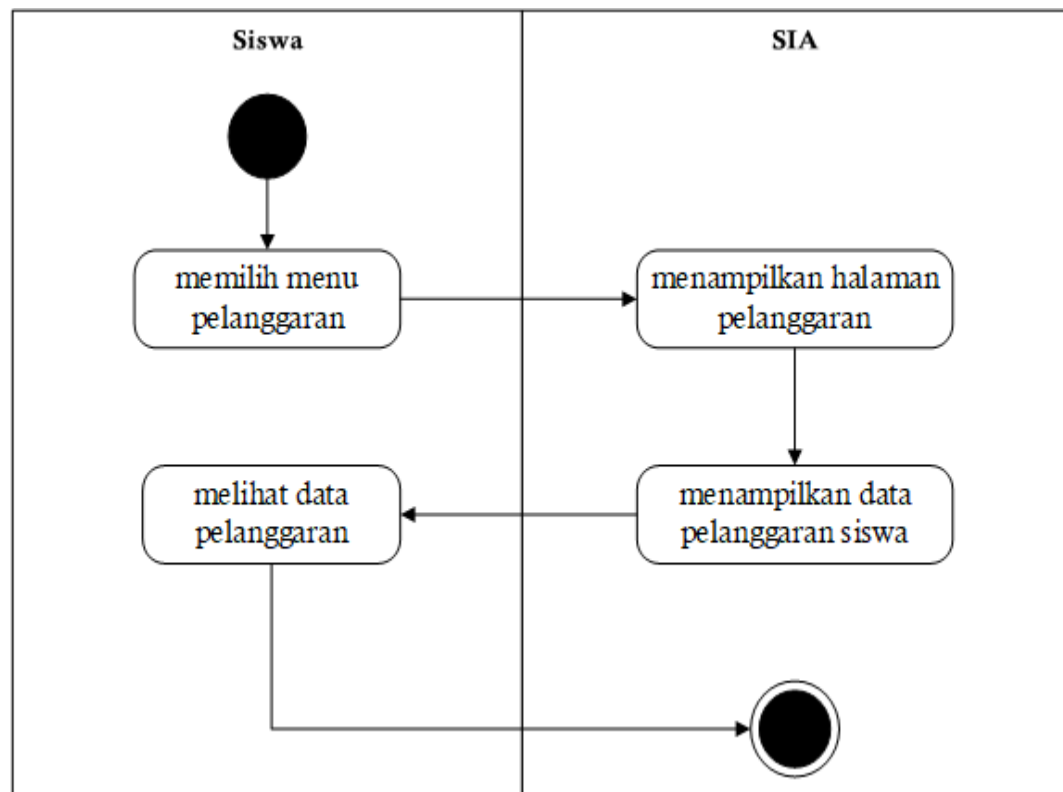 Siswa
SIA
memilih menu
pelanggaran
menampilkan halaman
pelanggaran
melihat data
pelanggaran
menampilkan data
pelanggaran siswa